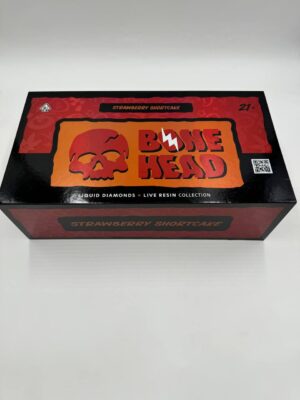 STRAWBERRY SHORTCAKE
21+
BONE
HEAD
LIQUID DIAMONDS + LIVE RESIN COLLECTION
STRAWBERRY SHORTCAKE